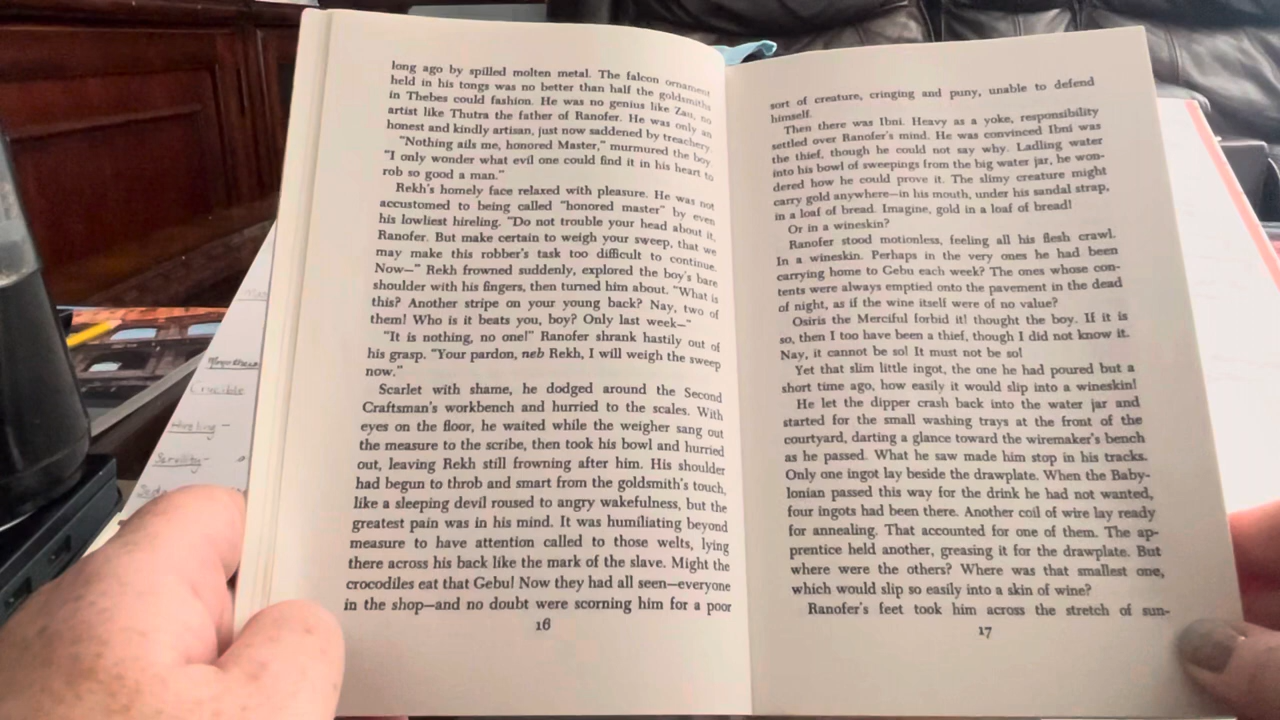 long ago by spilled molten metal. The falcon ornament
held in his tongs was no better than half the goldsmiths
in Thebes could fashion. He was no genius like Zau, no
artist like Thutra the father of Ranofer. He was only an
honest and kindly artisan, just now saddened by treachery.
"Nothing ails me, honored Master," murmured the boy.
"I only wonder what evil one could find it in his heart to
rob so good a man."
Rekh's homely face relaxed with pleasure. He was not
accustomed to being called "honored master" by even
his lowliest hireling. "Do not trouble your head about it,
Ranofer. But make certain to weigh your sweep, that we
may make this robber's task too difficult to continue.
Now—" Rekh frowned suddenly, explored the boy's bare
shoulder with his fingers, then turned him about. "What is
this? Another stripe on your young back? Nay, two of
them! Who is it beats you, boy? Only last week—"
"It is nothing, no one!" Ranofer shrank hastily out of
his grasp. "Your pardon, neb Rekh, I will weigh the sweep
now."
Scarlet with shame, he dodged around the Second
Craftsman's workbench and hurried to the scales. With
eyes on the floor, he waited while the weigher sang out
the measure to the scribe, then took his bowl and hurried
out, leaving Rekh still frowning after him. His shoulder
had begun to throb and smart from the goldsmith's touch,
like a sleeping devil roused to angry wakefulness, but the
greatest pain was in his mind. It was humiliating beyond
measure to have attention called to those welts, lying
there across his back like the mark of the slave. Might the
crocodiles eat that Gebu! Now they had all seen—everyone
in the shop—and no doubt were scorning him for a poor
16
sort of creature, cringing and puny, unable to defend
himself.
Then there was Ibni. Heavy as a yoke, responsibility
settled over Ranofer's mind. He was convinced Ibni was
the thief, though he could not say why. Ladling water
into his bowl of sweepings from the big water jar, he won-
dered how he could prove it. The slimy creature might
carry gold anywhere—in his mouth, under his sandal strap,
in a loaf of bread. Imagine, gold in a loaf of bread!
Or in a wineskin?
Ranofer stood motionless, feeling all his flesh crawl.
In a wineskin. Perhaps in the very ones he had been
carrying home to Gebu each week? The ones whose con-
tents were always emptied onto the pavement in the dead
of night, as if the wine itself were of no value?
Osiris the Merciful forbid it! thought the boy. If it is
so, then I too have been a thief, though I did not know it.
Nay, it cannot be so! It must not be so!
Yet that slim little ingot, the one he had poured but a
short time ago, how easily it would slip into a wineskin!
He let the dipper crash back into the water jar and
started for the small washing trays at the front of the
courtyard, darting a glance toward the wiremaker's bench
as he passed. What he saw made him stop in his tracks.
Only one ingot lay beside the drawplate. When the Baby-
lonian passed this way for the drink he had not wanted,
four ingots had been there. Another coil of wire lay ready
for annealing. That accounted for one of them. The ap-
prentice held another, greasing it for the drawplate. But
where were the others? Where was that smallest one,
which would slip so easily into a skin of wine?
Ranofer's feet took him across the stretch of sun-
17
Crucible
Hireling -